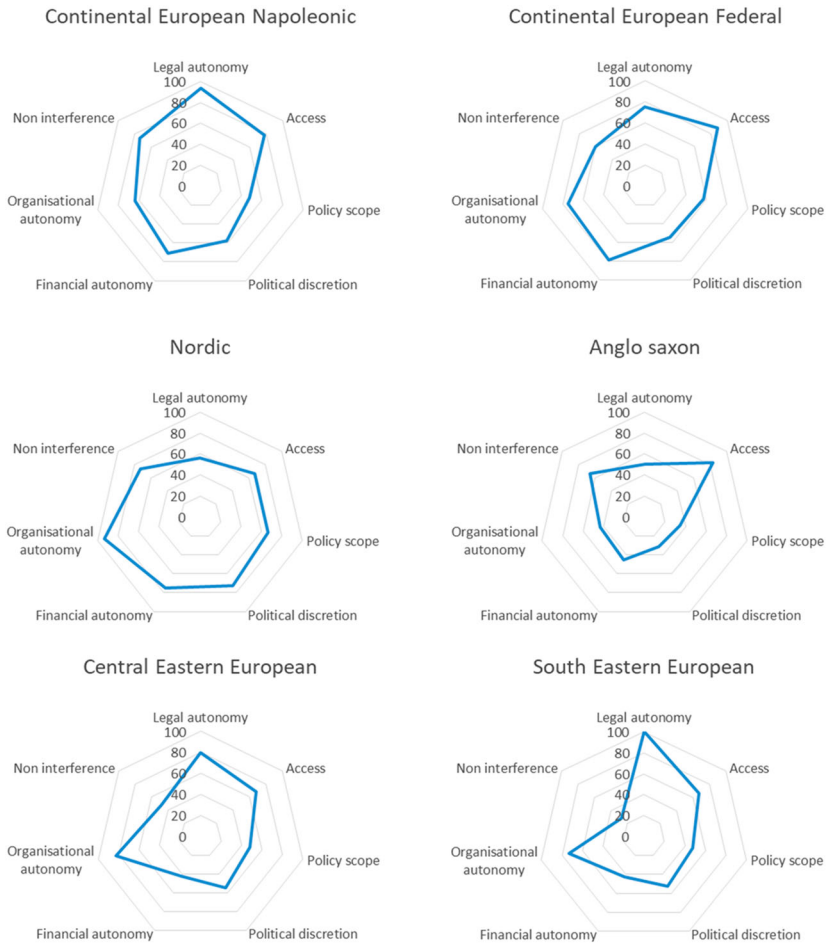 Continental European Napoleonic
Legal autonomy
100
80
60
40
20
0
Non interference
Access
Organisational
autonomy
Policy scope
Financial autonomy
Political discretion
Continental European Federal
Legal autonomy
100
80
60
40
20
0
Non interference
Access
Organisational
autonomy
Policy scope
Financial autonomy
Political discretion
Nordic
Legal autonomy
100
80
60
40
20
0
Non interference
Access
Organisational
autonomy
Policy scope
Financial autonomy
Political discretion
Anglo saxon
Legal autonomy
100
80
60
40
20
0
Non interference
Access
Organisational
autonomy
Policy scope
Financial autonomy
Political discretion
Central Eastern European
Legal autonomy
100
80
60
40
20
0
Non interference
Access
Organisational
autonomy
Policy scope
Financial autonomy
Political discretion
South Eastern European
Legal autonomy
100
80
60
40
20
0
Non interference
Access
Organisational
autonomy
Policy scope
Financial autonomy
Political discretion